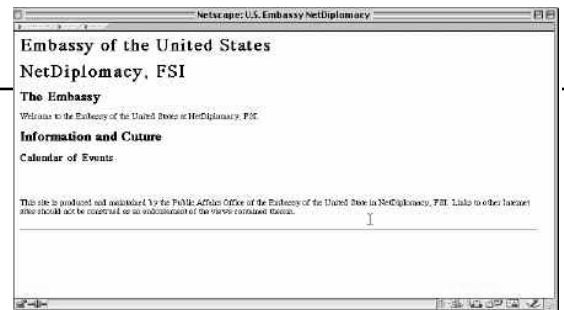 Netscape: U.S. Embassy NetDiplomacy
Embassy of the United States
NetDiplomacy, FSI
The Embassy
Welcome to the Embassy of the United States at NetDiplomacy, FSI.
Information and Cuture
Calendar of Events
This site is produced and maintained by the Public Affairs Office of the Embassy of the United State in NetDiplomacy, FSI. Links to other Internet
sites should not be construed as an endorsement of the views contained therein.